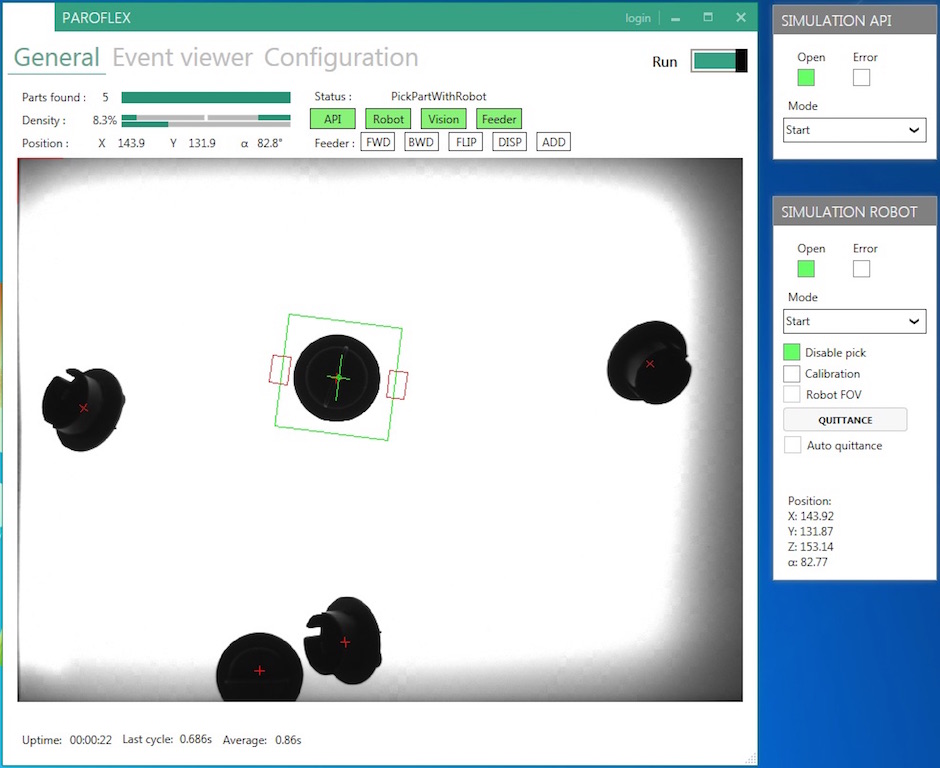 PAROFLEX
login
General Event viewer Configuration
Run
Parts found : 5
Status : PickPartWithRobot
Density : 8.3%
API Robot Vision Feeder
Position : X 143.9 Y 131.9 α 82.8°
Feeder : FWD BWD FLIP DISP ADD
Uptime: 00:00:22 Last cycle: 0.686s Average: 0.86s
SIMULATION API
Open Error
Mode
Start
SIMULATION ROBOT
Open Error
Mode
Start
Disable pick
Calibration
Robot FOV
QUITTANCE
Auto quittance
Position:
X: 143.92
Y: 131.87
Z: 153.14
α: 82.77